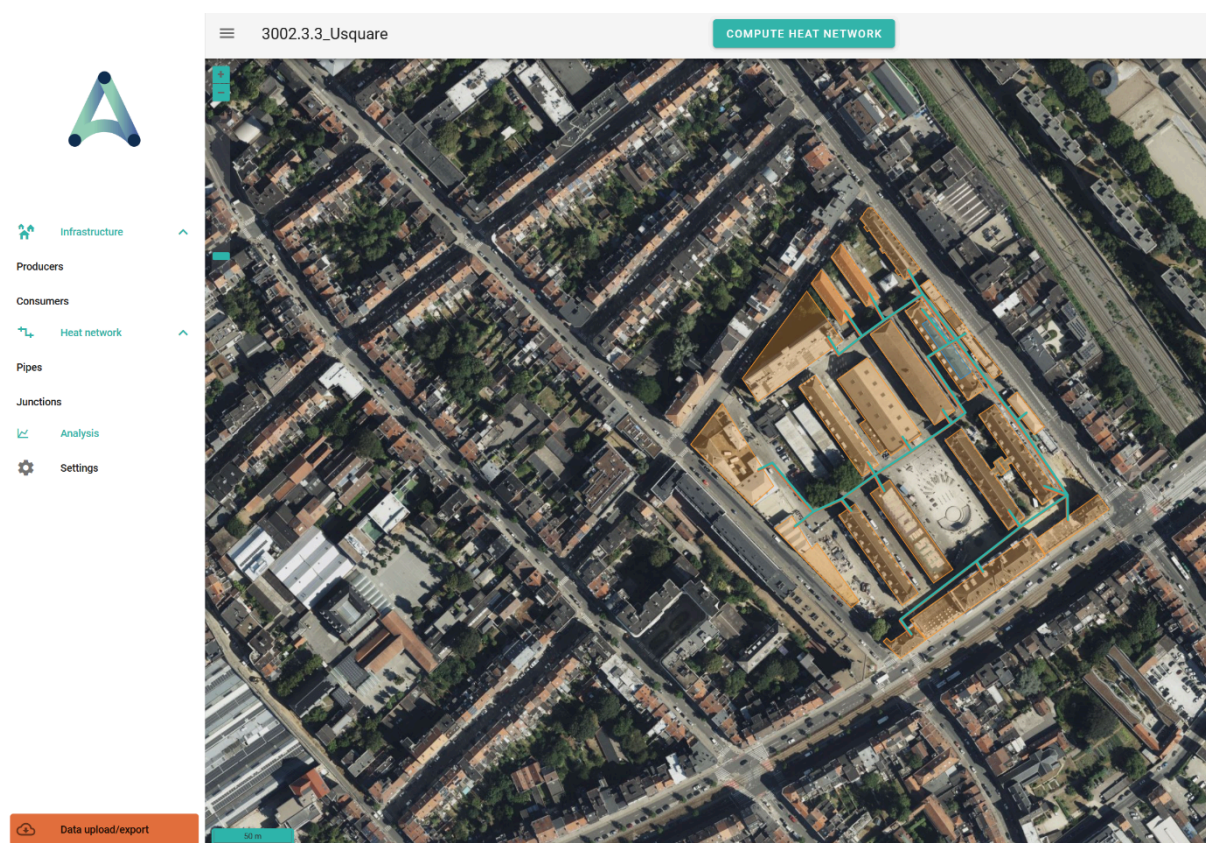 3002.3.3_Usquare
COMPUTE HEAT NETWORK
+
−
Infrastructure
Producers
Consumers
Heat network
Pipes
Junctions
Analysis
Settings
Data upload/export
50 m